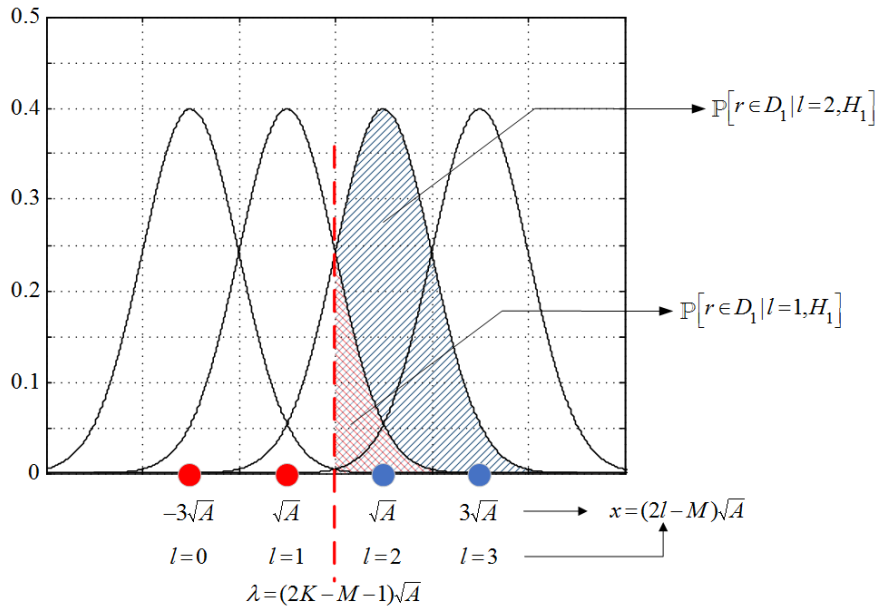 0.5
0.4
ℙ[r∈D₁|l=2,H₁]
0.3
0.2
ℙ[r∈D₁|l=1,H₁]
0.1
0
−3√A √A √A 3√A x=(2l−M)√A
l=0 l=1 l=2 l=3
λ=(2K−M−1)√A